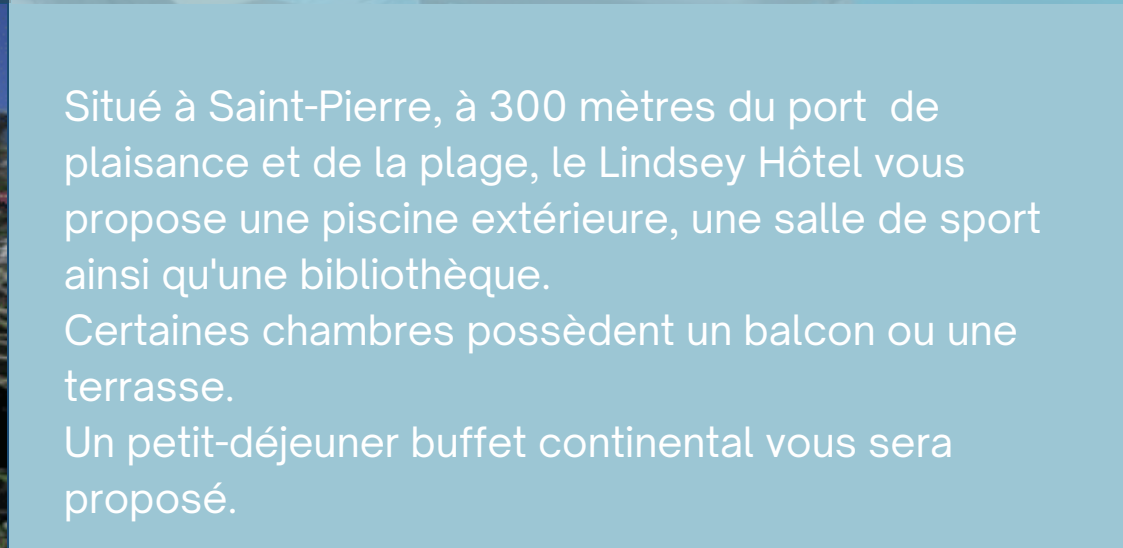 Situé à Saint-Pierre, à 300 mètres du port  de
plaisance et de la plage, le Lindsey Hôtel vous
propose une piscine extérieure, une salle de sport
ainsi qu'une bibliothèque.
Certaines chambres possèdent un balcon ou une
terrasse.
Un petit-déjeuner buffet continental vous sera
proposé.